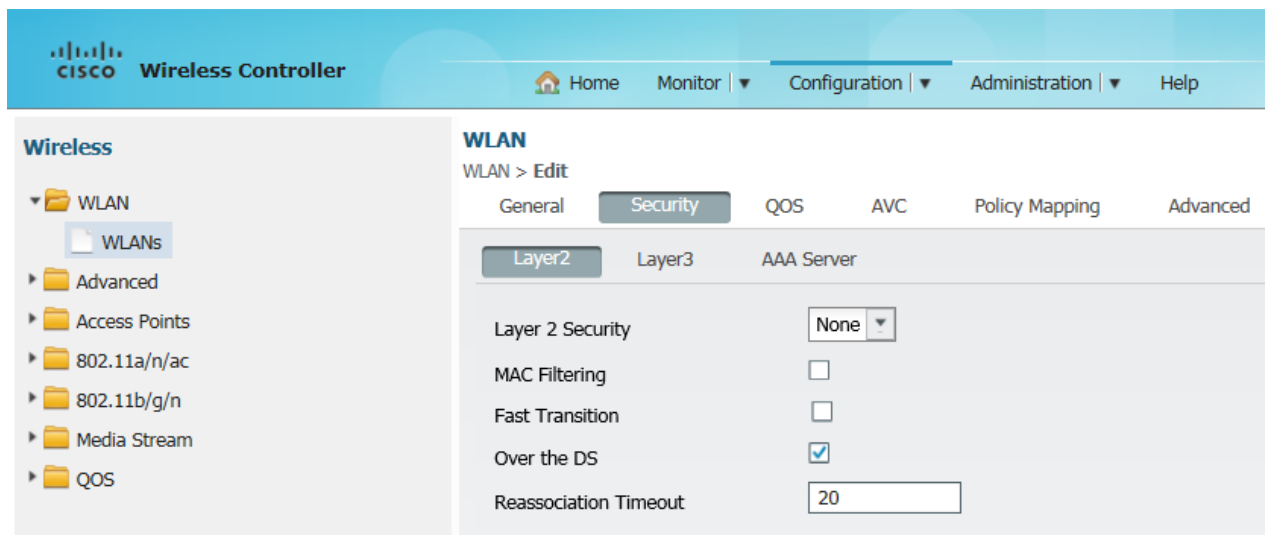 CISCO Wireless Controller
Home Monitor Configuration Administration Help
Wireless
WLAN
WLANs
Advanced
Access Points
802.11a/n/ac
802.11b/g/n
Media Stream
QOS
WLAN
WLAN > Edit
General Security QOS AVC Policy Mapping Advanced
Layer2 Layer3 AAA Server
Layer 2 Security None
MAC Filtering
Fast Transition
Over the DS
Reassociation Timeout 20